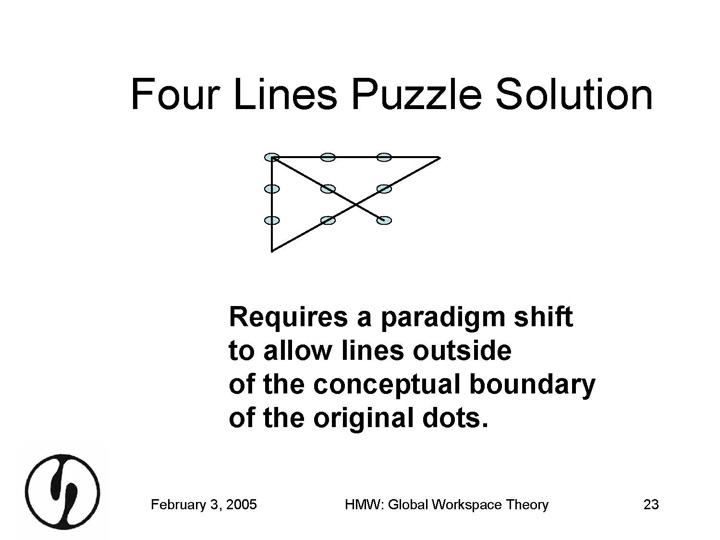 Four Lines Puzzle Solution
Requires a paradigm shift
to allow lines outside
of the conceptual boundary
of the original dots.
February 3, 2005
HMW: Global Workspace Theory
23